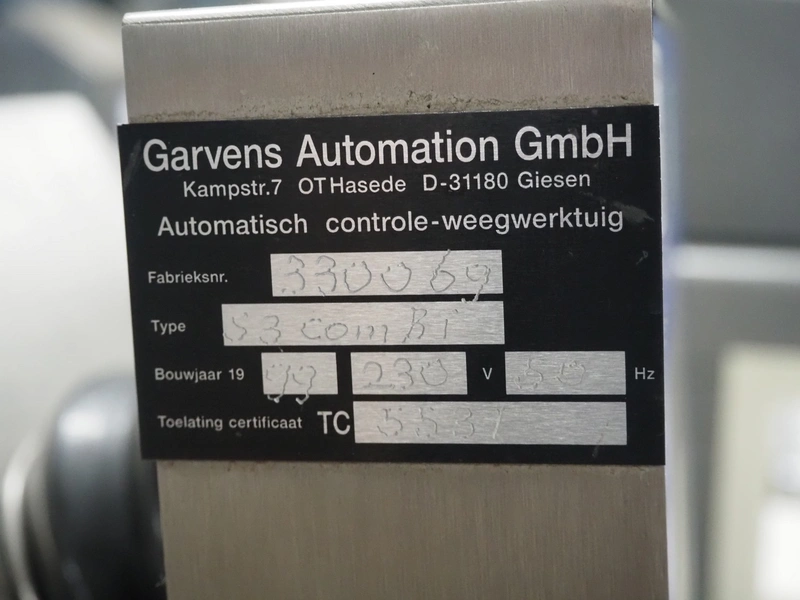 Garvens Automation GmbH
Kampstr.7 OT Hasede D-31180 Giesen
Automatisch controle-weegwerktuig
Fabrieksnr. 330069
Type S3 combi
Bouwjaar 19 99 230 V 50 Hz
Toelating certificaat TC 5531